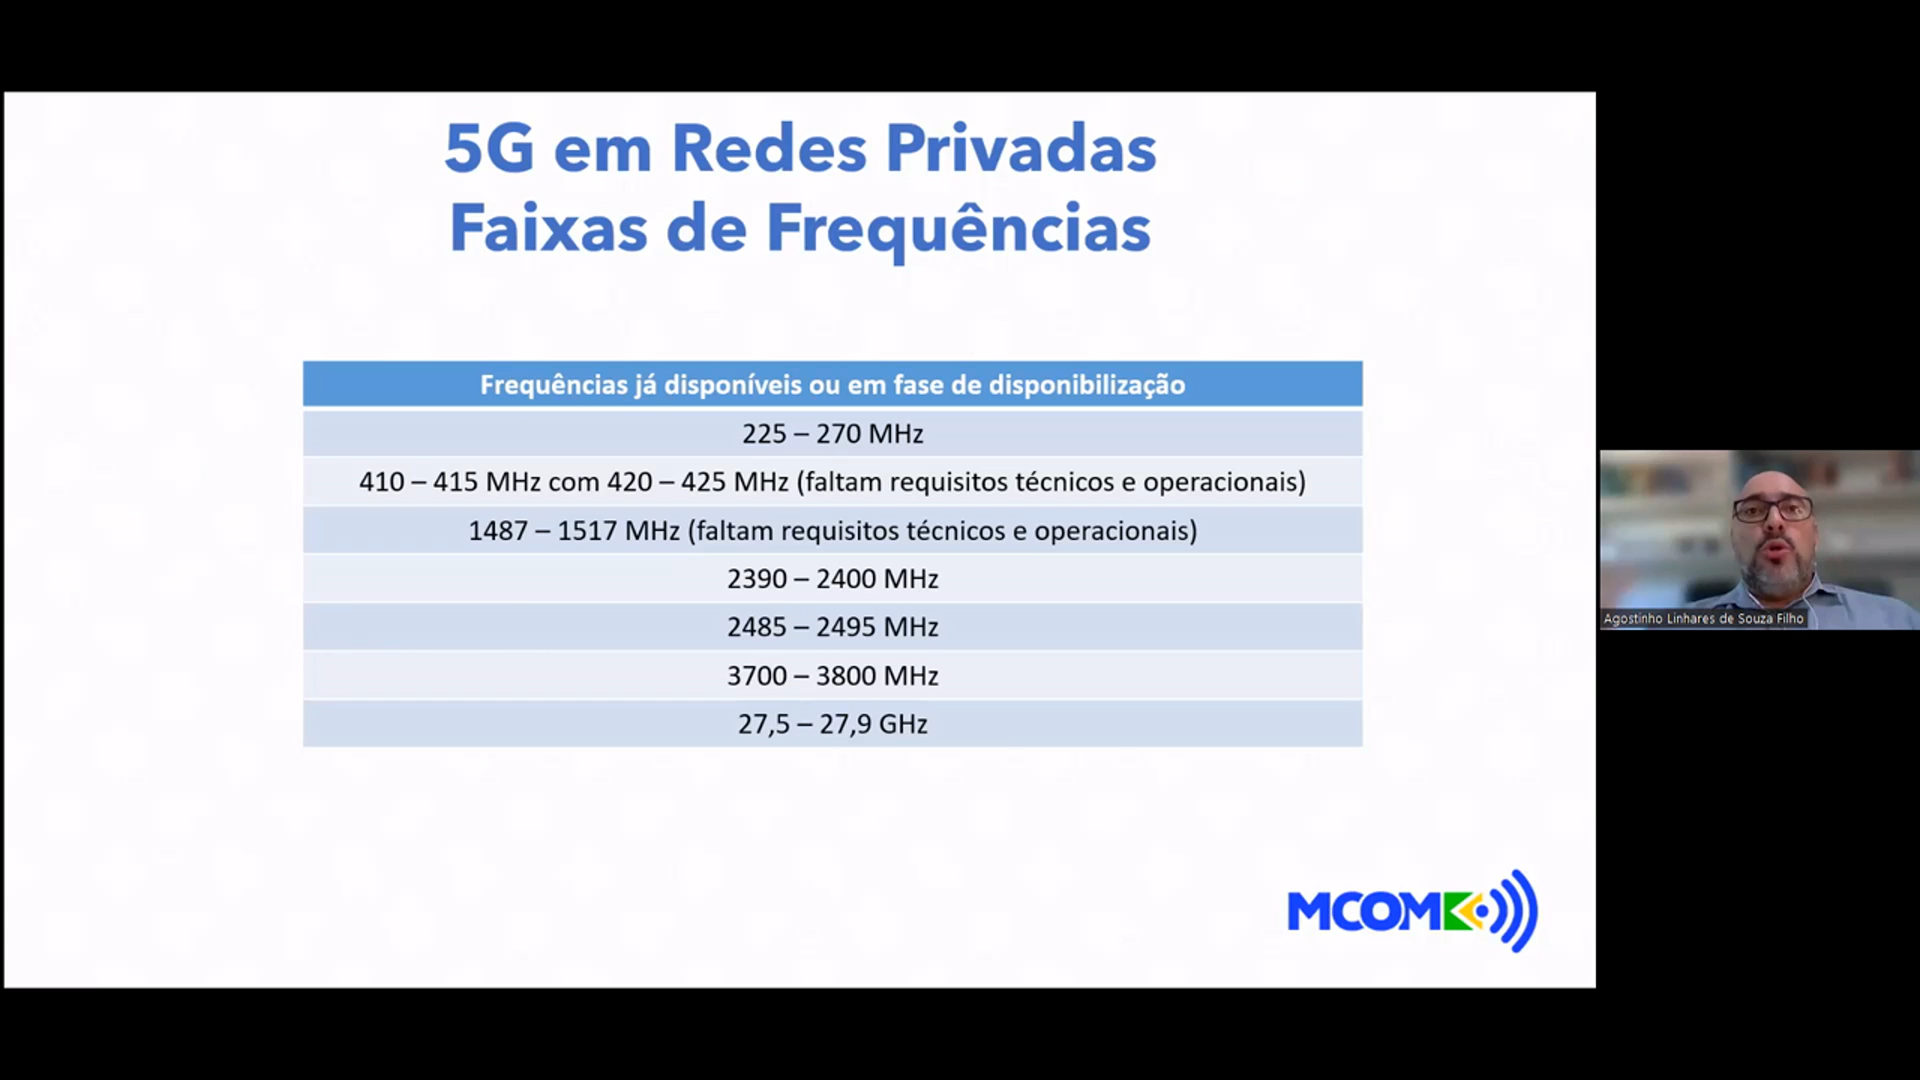 5G em Redes Privadas
Faixas de Frequências
Frequências já disponíveis ou em fase de disponibilização
225 – 270 MHz
410 – 415 MHz com 420 – 425 MHz (faltam requisitos técnicos e operacionais)
1487 – 1517 MHz (faltam requisitos técnicos e operacionais)
2390 – 2400 MHz
2485 – 2495 MHz
3700 – 3800 MHz
27,5 – 27,9 GHz
Agostinho Linhares de Souza Filho
MCOM